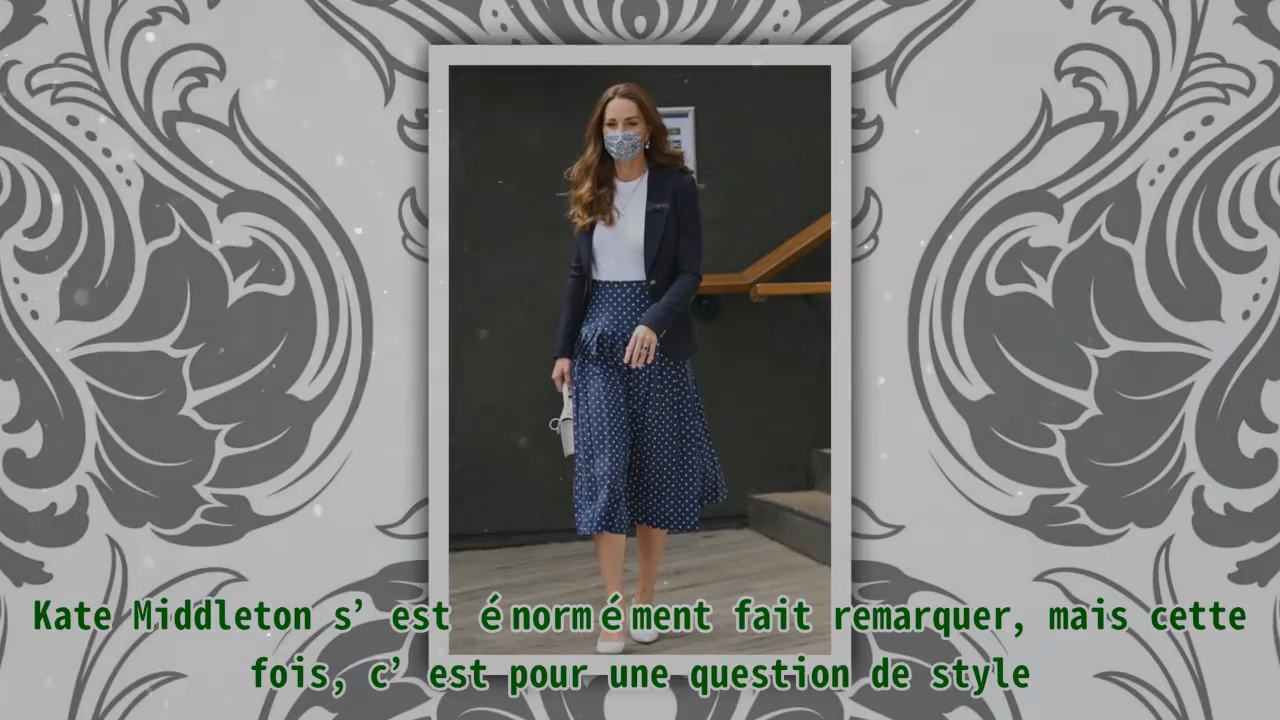 Kate Middleton s’ est énormément fait remarquer, mais cette
fois, c’ est pour une question de style